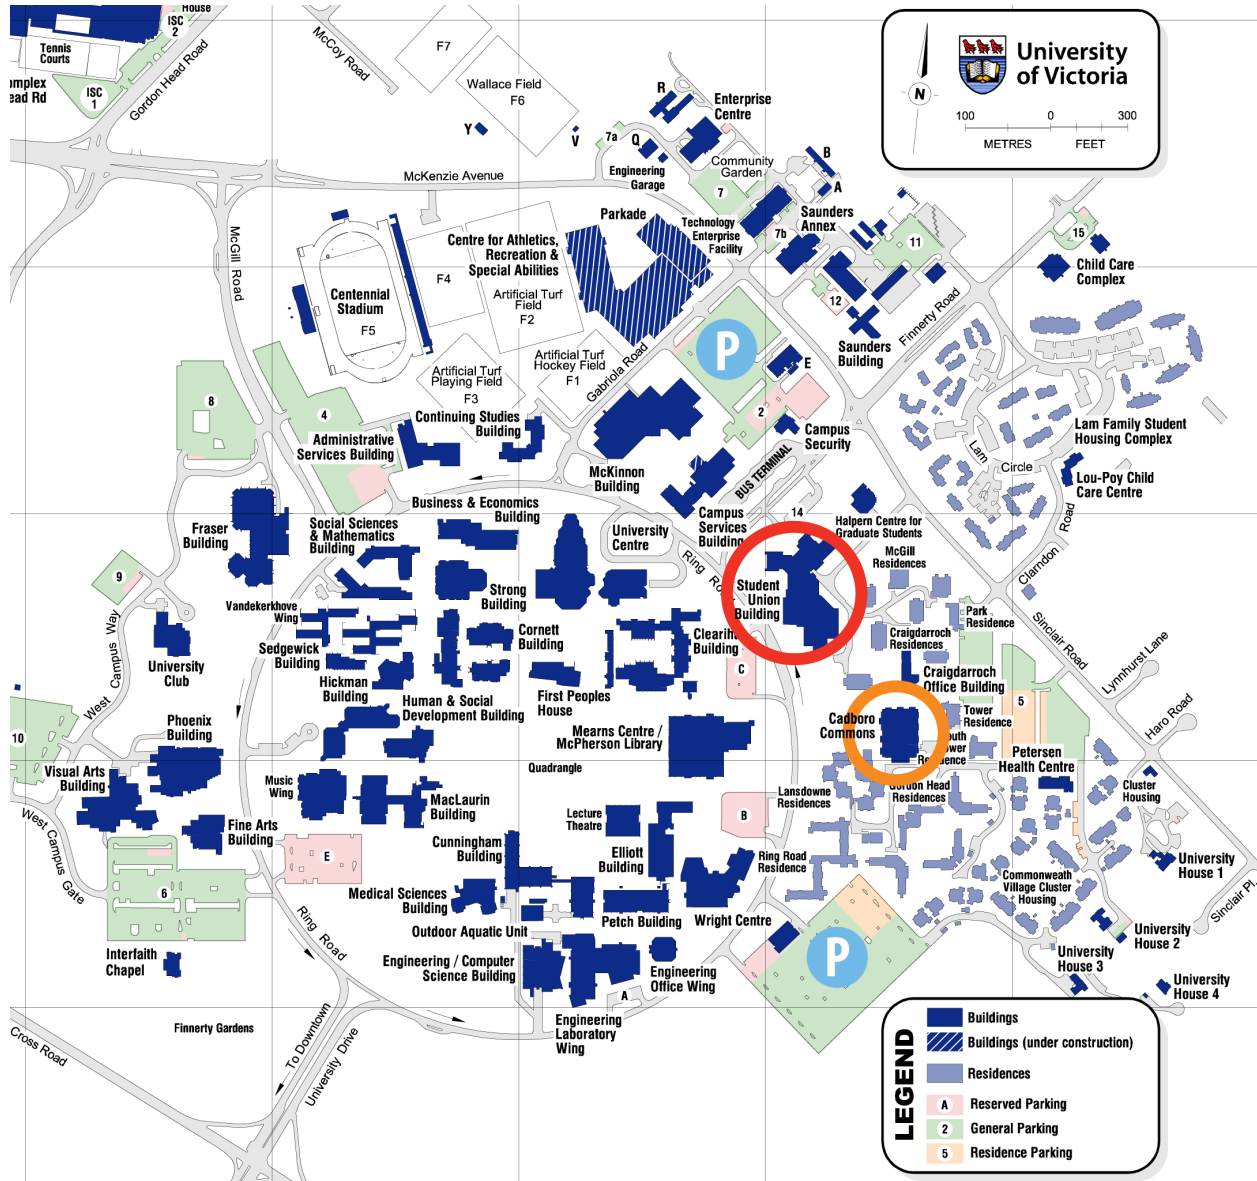 House
ISC
2
Tennis
Courts
omplex
ead Rd
ISC
1
Gordon Head Road
McCoy Road
F7
Wallace Field
F6
Y
V
R
Enterprise
Centre
7a
Q
Engineering
Garage
Community
Garden
7
B
A
University
of Victoria
N
100
0
300
METRES
FEET
McKenzie Avenue
McGill Road
Parkade
Technology
Enterprise
Facility
Saunders
Annex
7b
11
15
Child Care
Complex
Centre for Athletics,
Recreation &
Special Abilities
F4
Artificial Turf
Field
F2
Centennial
Stadium
F5
12
Saunders
Building
Finnerty Road
Artificial Turf
Hockey Field
F1
Gabriola Road
P
E
Artificial Turf
Playing Field
F3
8
4
2
Campus
Security
Continuing Studies
Building
Administrative
Services Building
McKinnon
Building
BUS TERMINAL
Lam Family Student
Housing Complex
Lam
Circle
Lou-Poy Child
Care Centre
Clarndon Road
Fraser
Building
Social Sciences
& Mathematics
Building
Business & Economics
Building
University
Centre
Campus
Services
Building
14
Halpern Centre for
Graduate Students
McGill
Residences
Ring Road
Student
Union
Building
9
Strong
Building
Vandekerkhove
Wing
Sedgewick
Building
Cornett
Building
Park
Residence
Craigdarroch
Residences
Sinclair Road
West Campus Way
University
Club
Hickman
Building
Human & Social
Development Building
First Peoples
House
C
Craigdarroch
Office Building
Lynnhurst Lane
10
Phoenix
Building
Mearns Centre /
McPherson Library
Cadboro
Commons
Tower
Residence
5
Haro Road
Petersen
Health Centre
Visual Arts
Building
Quadrangle
Music
Wing
MacLaurin
Building
Lansdowne
Residences
Gordon Head
Residences
Cluster
Housing
West Campus Gate
Fine Arts
Building
E
Lecture
Theatre
B
Cunningham
Building
Elliott
Building
Ring Road
Residence
University
House 1
6
Medical Sciences
Building
Petch Building
Wright Centre
Commonweath
Village Cluster
Housing
Sinclair Pl.
Ring Road
Outdoor Aquatic Unit
University
House 2
Interfaith
Chapel
Engineering / Computer
Science Building
Engineering
Office Wing
P
University
House 3
University
House 4
A
Engineering
Laboratory
Wing
Finnerty Gardens
To Downtown
University Drive
Cross Road
LEGEND
Buildings
Buildings (under construction)
Residences
A Reserved Parking
2 General Parking
5 Residence Parking